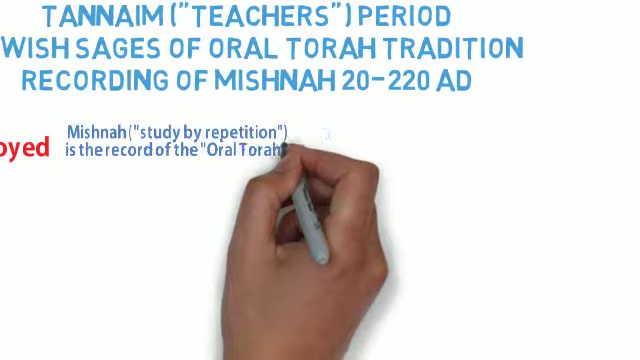 TANNAIM ("TEACHERS") PERIOD
WISH SAGES OF ORAL TORAH TRADITION
RECORDING OF MISHNAH 20-220 AD
Mishnah ("study by repetition")
oyed is the record of the "Oral Torah"